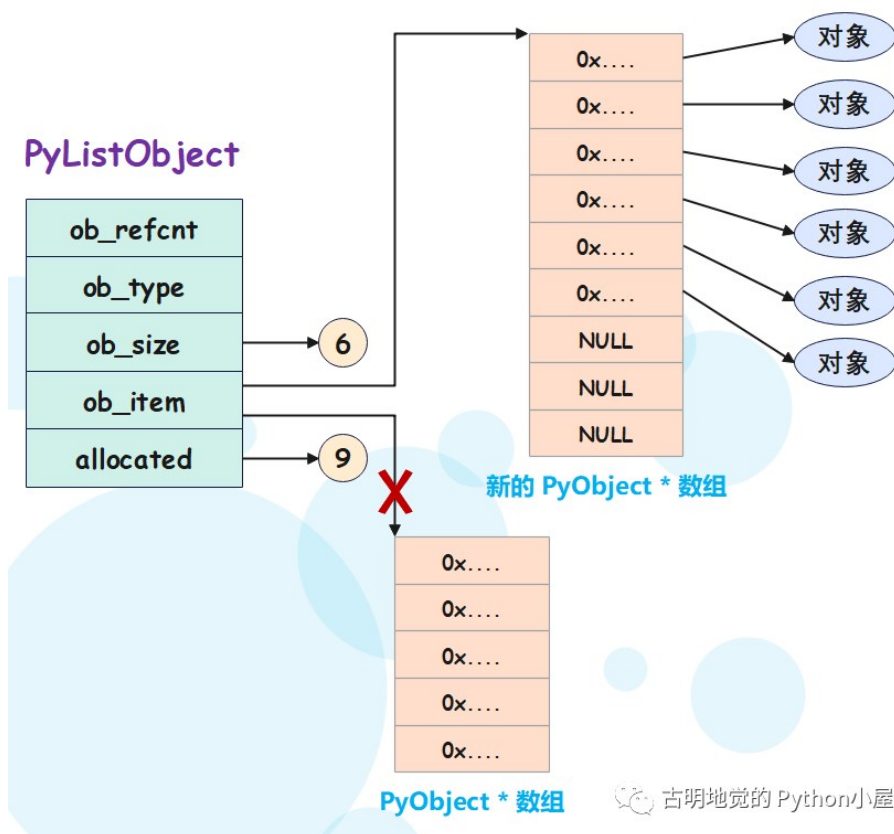 PyListObject
ob_refcnt
ob_type
ob_size
6
ob_item
allocated
9
0x....
0x....
0x....
0x....
0x....
0x....
NULL
NULL
NULL
对象
对象
对象
对象
对象
对象
新的 PyObject * 数组
0x....
0x....
0x....
0x....
0x....
PyObject * 数组
古明地觉的 Python小屋